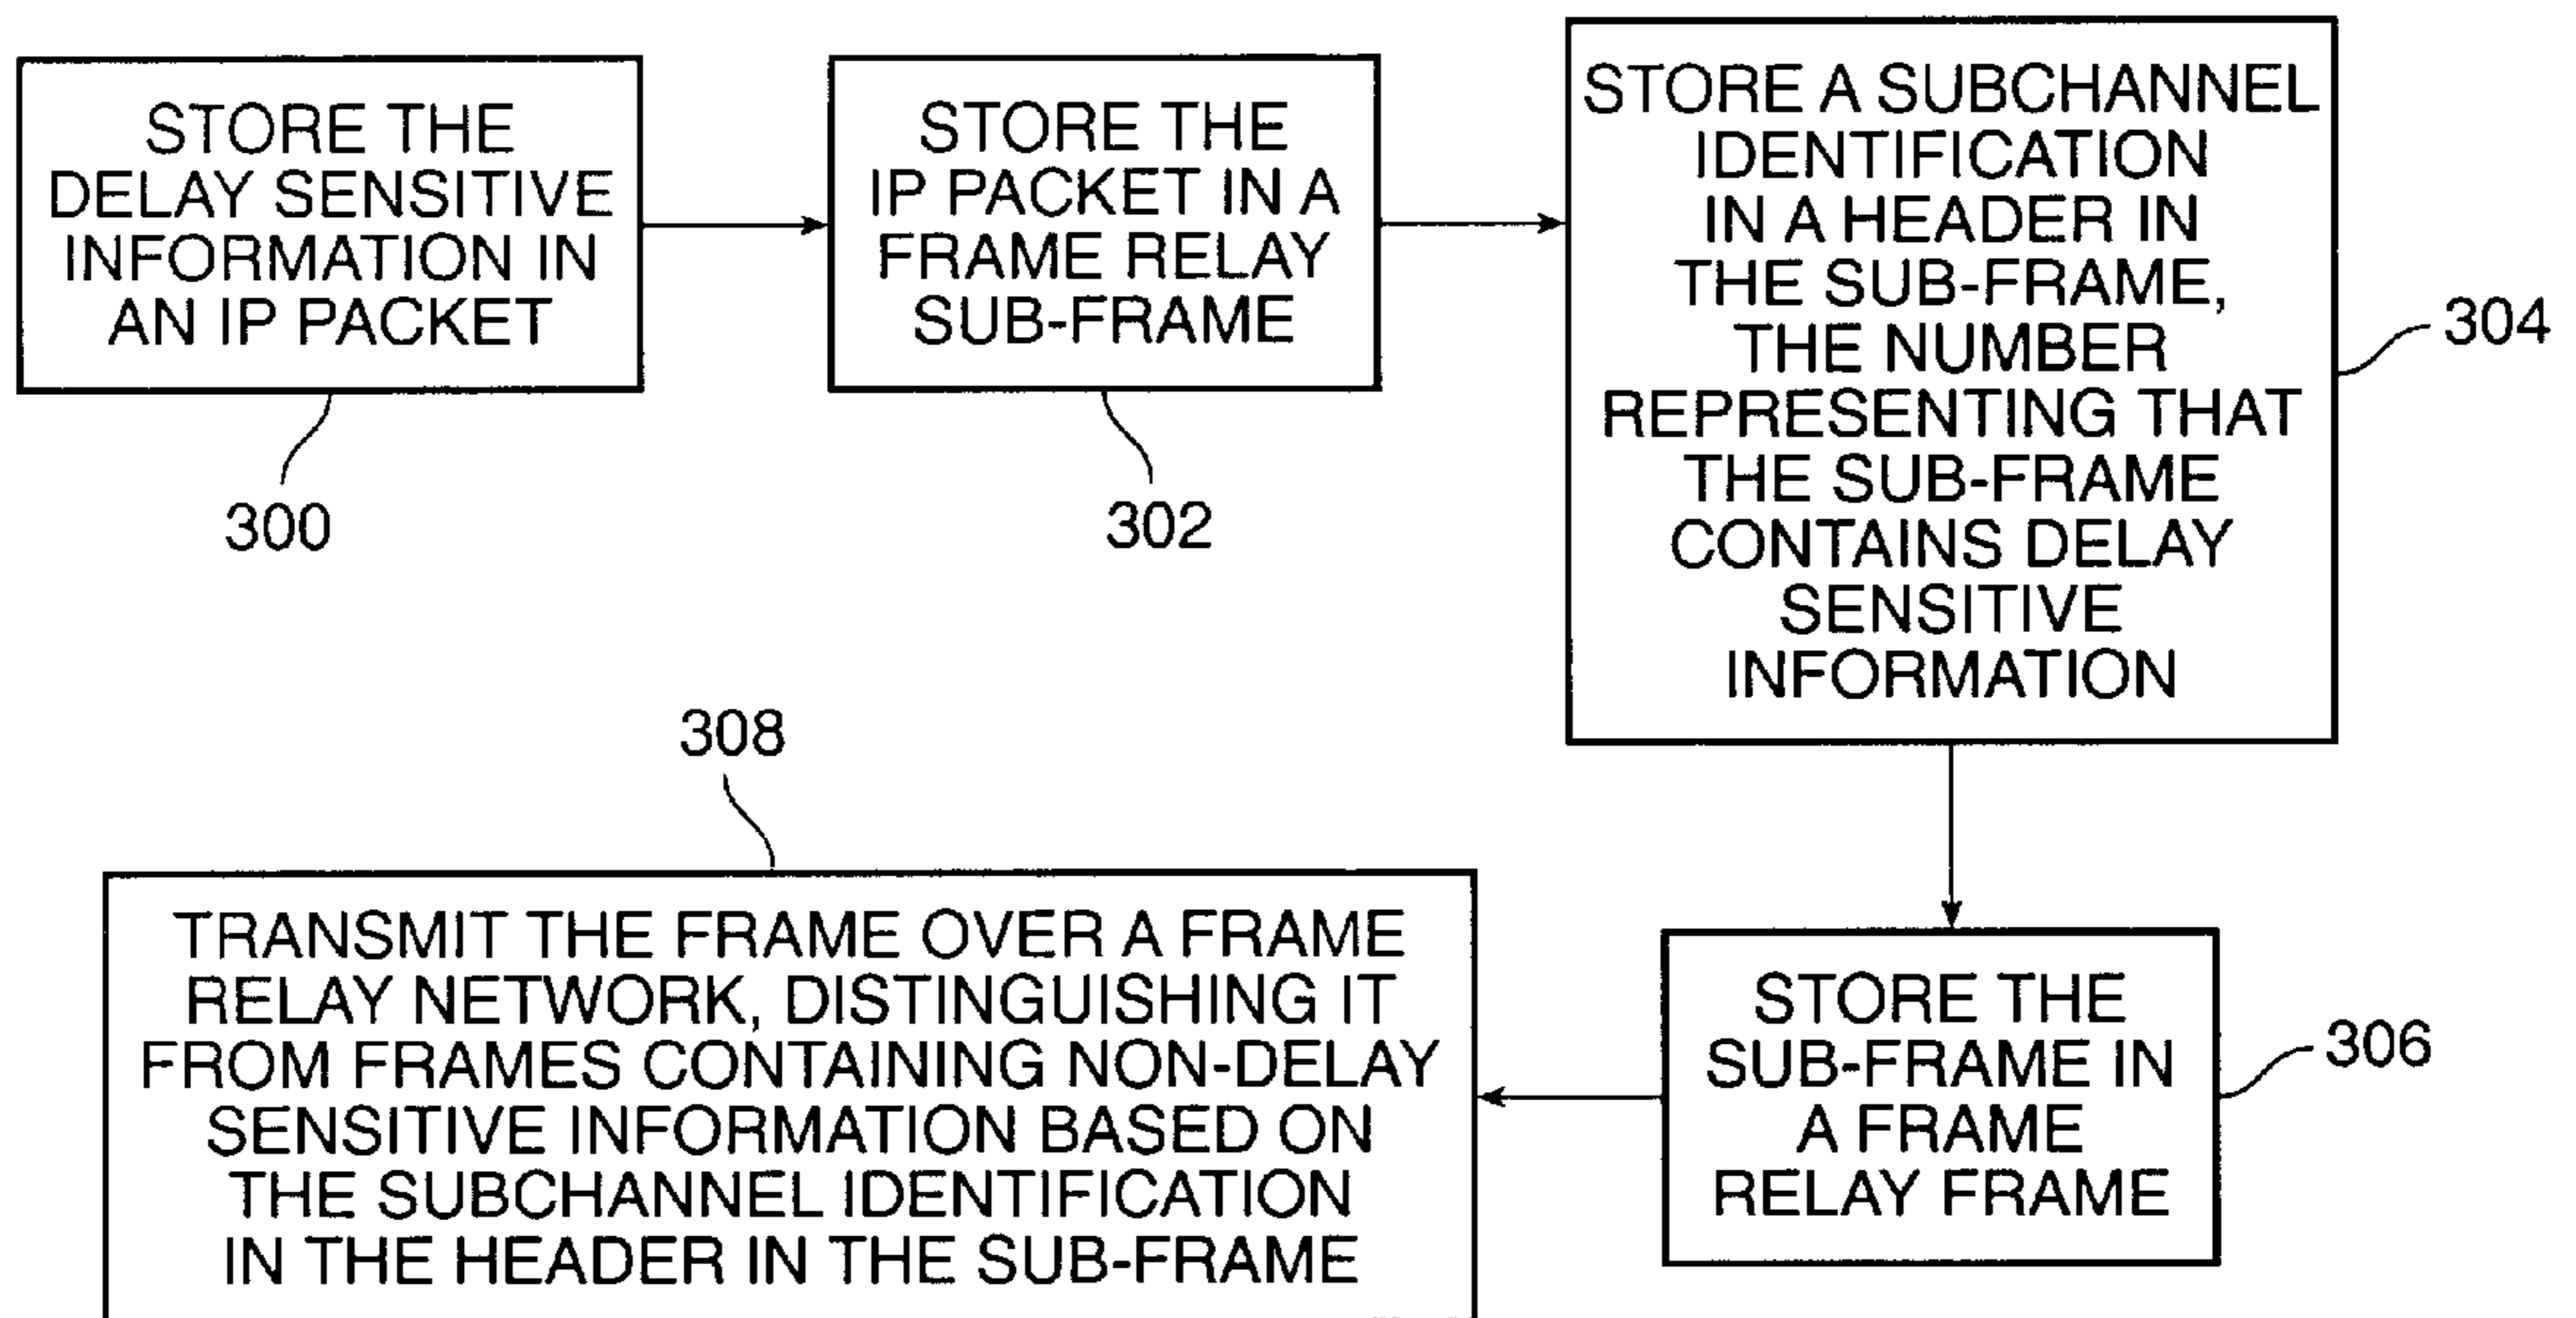 STORE THE
DELAY SENSITIVE
INFORMATION IN
AN IP PACKET
300
STORE THE
IP PACKET IN A
FRAME RELAY
SUB-FRAME
302
STORE A SUBCHANNEL
IDENTIFICATION
IN A HEADER IN
THE SUB-FRAME,
THE NUMBER
REPRESENTING THAT
THE SUB-FRAME
CONTAINS DELAY
SENSITIVE
INFORMATION
304
STORE THE
SUB-FRAME IN
A FRAME
RELAY FRAME
306
308
TRANSMIT THE FRAME OVER A FRAME
RELAY NETWORK, DISTINGUISHING IT
FROM FRAMES CONTAINING NON-DELAY
SENSITIVE INFORMATION BASED ON
THE SUBCHANNEL IDENTIFICATION
IN THE HEADER IN THE SUB-FRAME